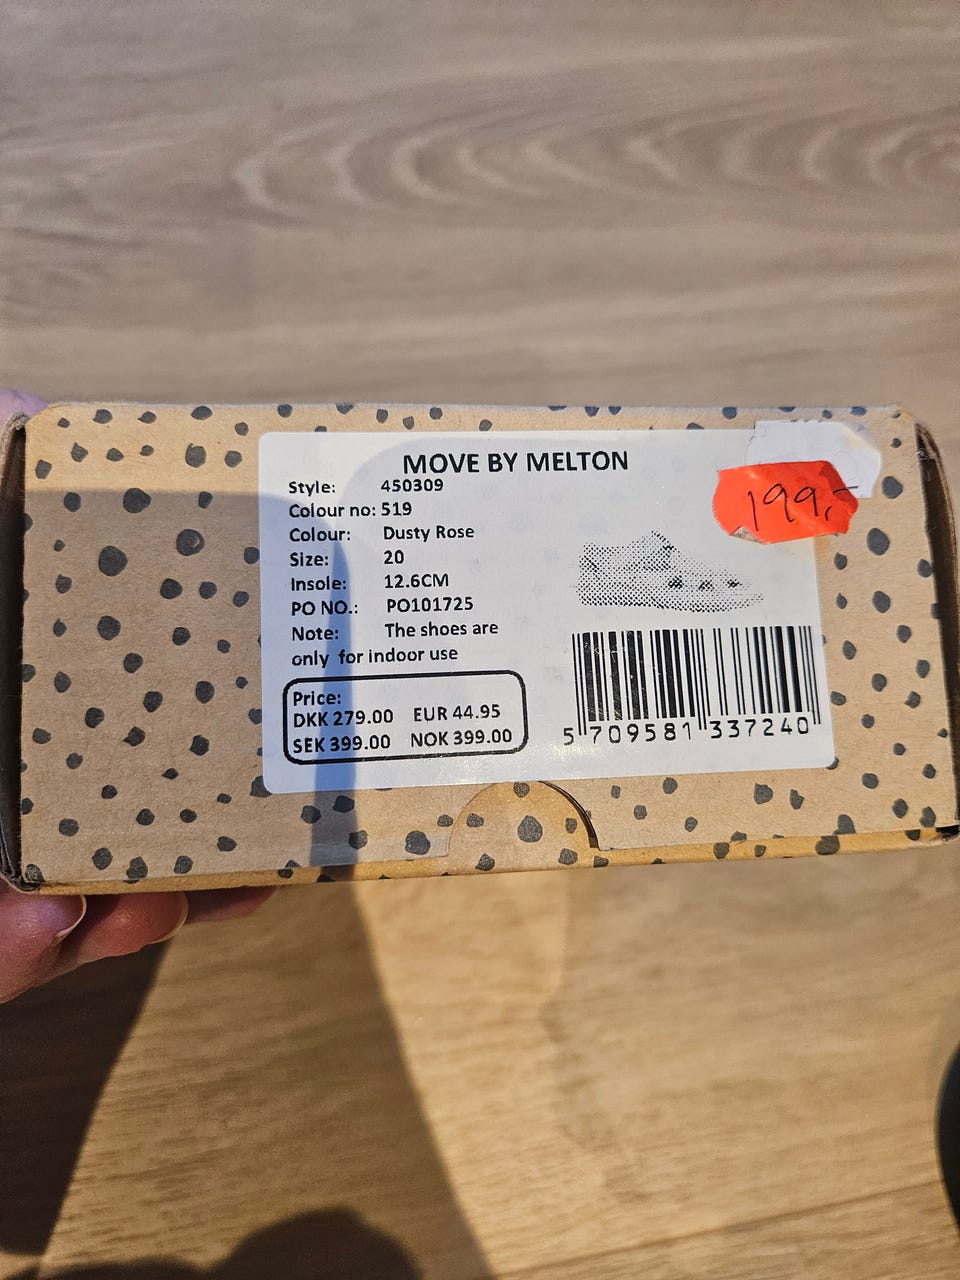 MOVE BY MELTON
Style: 450309
Colour no: 519
Colour: Dusty Rose
Size: 20
Insole: 12.6CM
PO NO.: PO101725
Note: The shoes are
only for indoor use
Price:
DKK 279.00 EUR 44.95
SEK 399.00 NOK 399.00
199,-
5 709581 337240